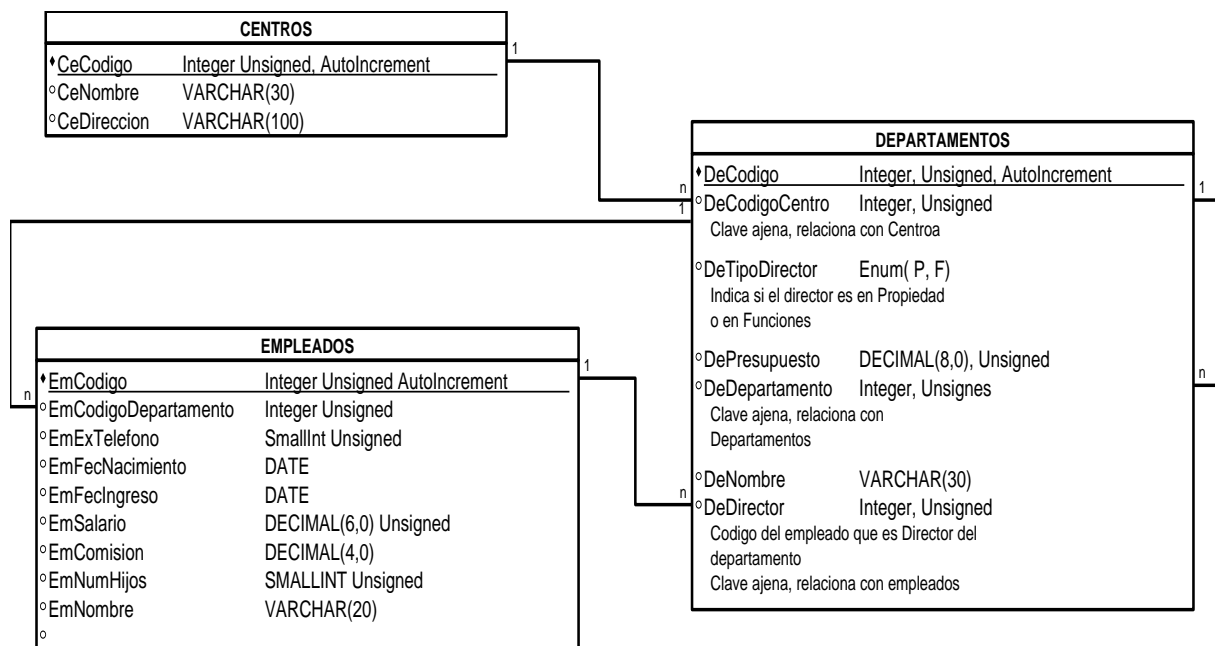 CENTROS
CeCodigo Integer Unsigned, AutoIncrement
CeNombre VARCHAR(30)
CeDireccion VARCHAR(100)
1
n
1
DEPARTAMENTOS
DeCodigo Integer, Unsigned, AutoIncrement
DeCodigoCentro Integer, Unsigned
Clave ajena, relaciona con Centroa
DeTipoDirector Enum( P, F)
Indica si el director es en Propiedad
o en Funciones
DePresupuesto DECIMAL(8,0), Unsigned
DeDepartamento Integer, Unsignes
Clave ajena, relaciona con
Departamentos
DeNombre VARCHAR(30)
DeDirector Integer, Unsigned
Codigo del empleado que es Director del
departamento
Clave ajena, relaciona con empleados
1
n
n
EMPLEADOS
EmCodigo Integer Unsigned AutoIncrement
EmCodigoDepartamento Integer Unsigned
EmExTelefono SmallInt Unsigned
EmFecNacimiento DATE
EmFecIngreso DATE
EmSalario DECIMAL(6,0) Unsigned
EmComision DECIMAL(4,0)
EmNumHijos SMALLINT Unsigned
EmNombre VARCHAR(20)
1
n